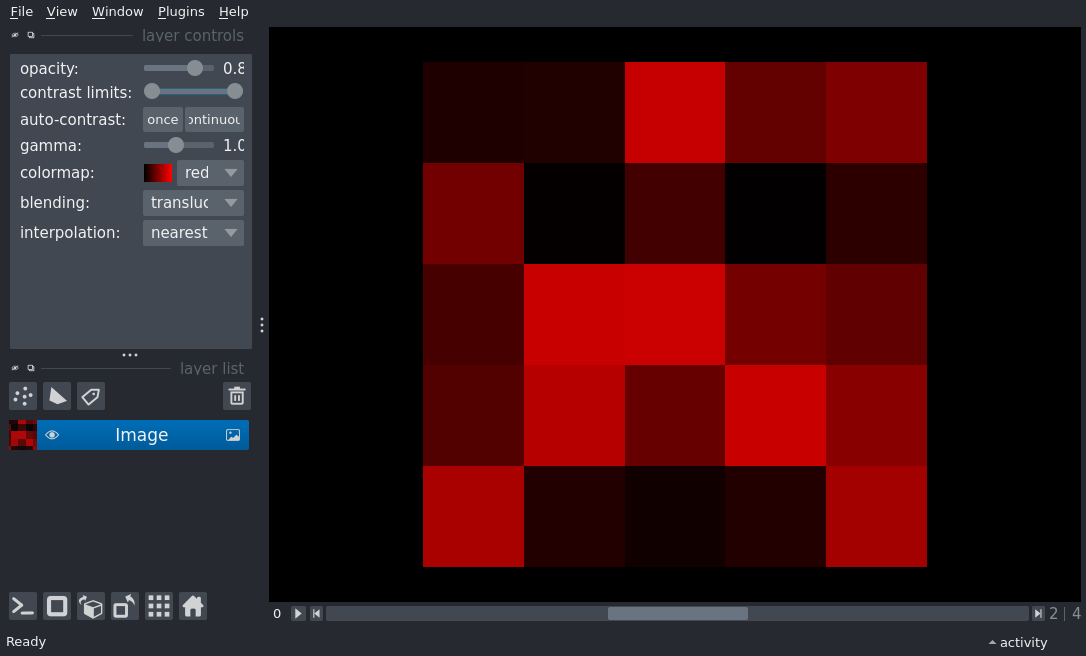 File View Window Plugins Help
layer controls
opacity: 0.8
contrast limits:
auto-contrast: once ontinuou
gamma: 1.0
colormap: red
blending: transluc
interpolation: nearest
layer list
Image
0 2 | 4
Ready activity